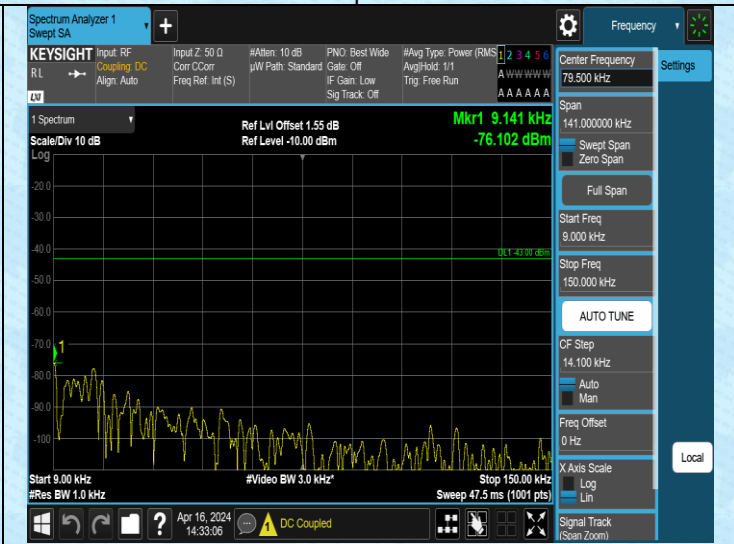 Spectrum Analyzer 1
Swept SA
+
Frequency
KEYSIGHT
RL
LXI
Input: RF
Coupling: DC
Align: Auto
Input Z: 50 Ω
Corr CCorr
Freq Ref: Int (S)
#Atten: 10 dB
µW Path: Standard
PNO: Best Wide
Gate: Off
IF Gain: Low
Sig Track: Off
#Avg Type: Power (RMS
Avg|Hold: 1/1
Trig: Free Run
1 2 3 4 5 6
A W W W W W
A A A A A A
Settings
Center Frequency
79.500 kHz
Span
141.000000 kHz
Swept Span
Zero Span
Full Span
Start Freq
9.000 kHz
Stop Freq
150.000 kHz
AUTO TUNE
CF Step
14.100 kHz
Auto
Man
Freq Offset
0 Hz
X Axis Scale
Log
Lin
Signal Track
(Span Zoom)
Local
1 Spectrum
Scale/Div 10 dB
Log
Ref Lvl Offset 1.55 dB
Ref Level -10.00 dBm
Mkr1 9.141 kHz
-76.102 dBm
-20.0
-30.0
-40.0
DL1 -43.00 dBm
-50.0
-60.0
-70.0
1
-80.0
-90.0
-100
Start 9.00 kHz
#Video BW 3.0 kHz*
Stop 150.00 kHz
#Res BW 1.0 kHz
Sweep 47.5 ms (1001 pts)
?
Apr 16, 2024
14:33:06
DC Coupled